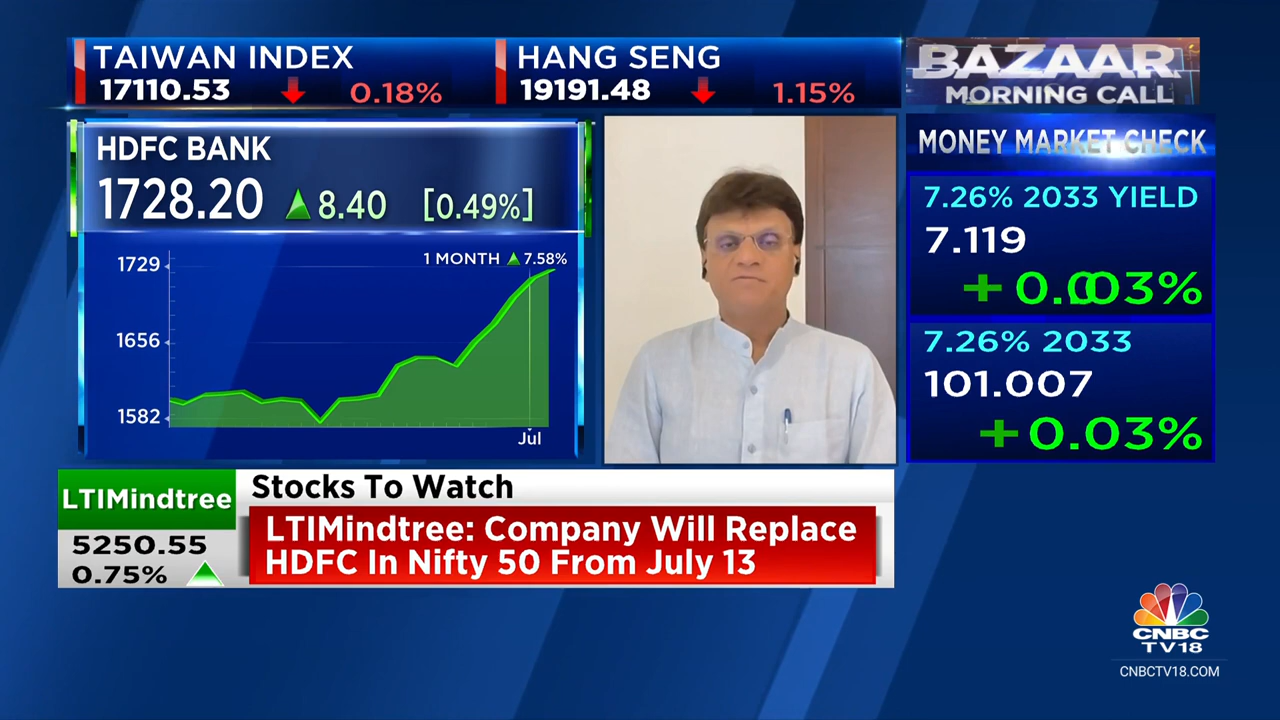 TAIWAN INDEX
17110.53 0.18%
HANG SENG
19191.48 1.15%
BAZAAR
MORNING CALL
HDFC BANK
1728.20 8.40 [0.49%]
1 MONTH 7.58%
1729
1656
1582
Jul
MONEY MARKET CHECK
7.26% 2033 YIELD
7.119
7.26% 2033
101.007
+0.03%
LTIMindtree
5250.55
0.75%
Stocks To Watch
LTIMindtree: Company Will Replace
HDFC In Nifty 50 From July 13
CNBC
TV18
CNBCTV18.COM